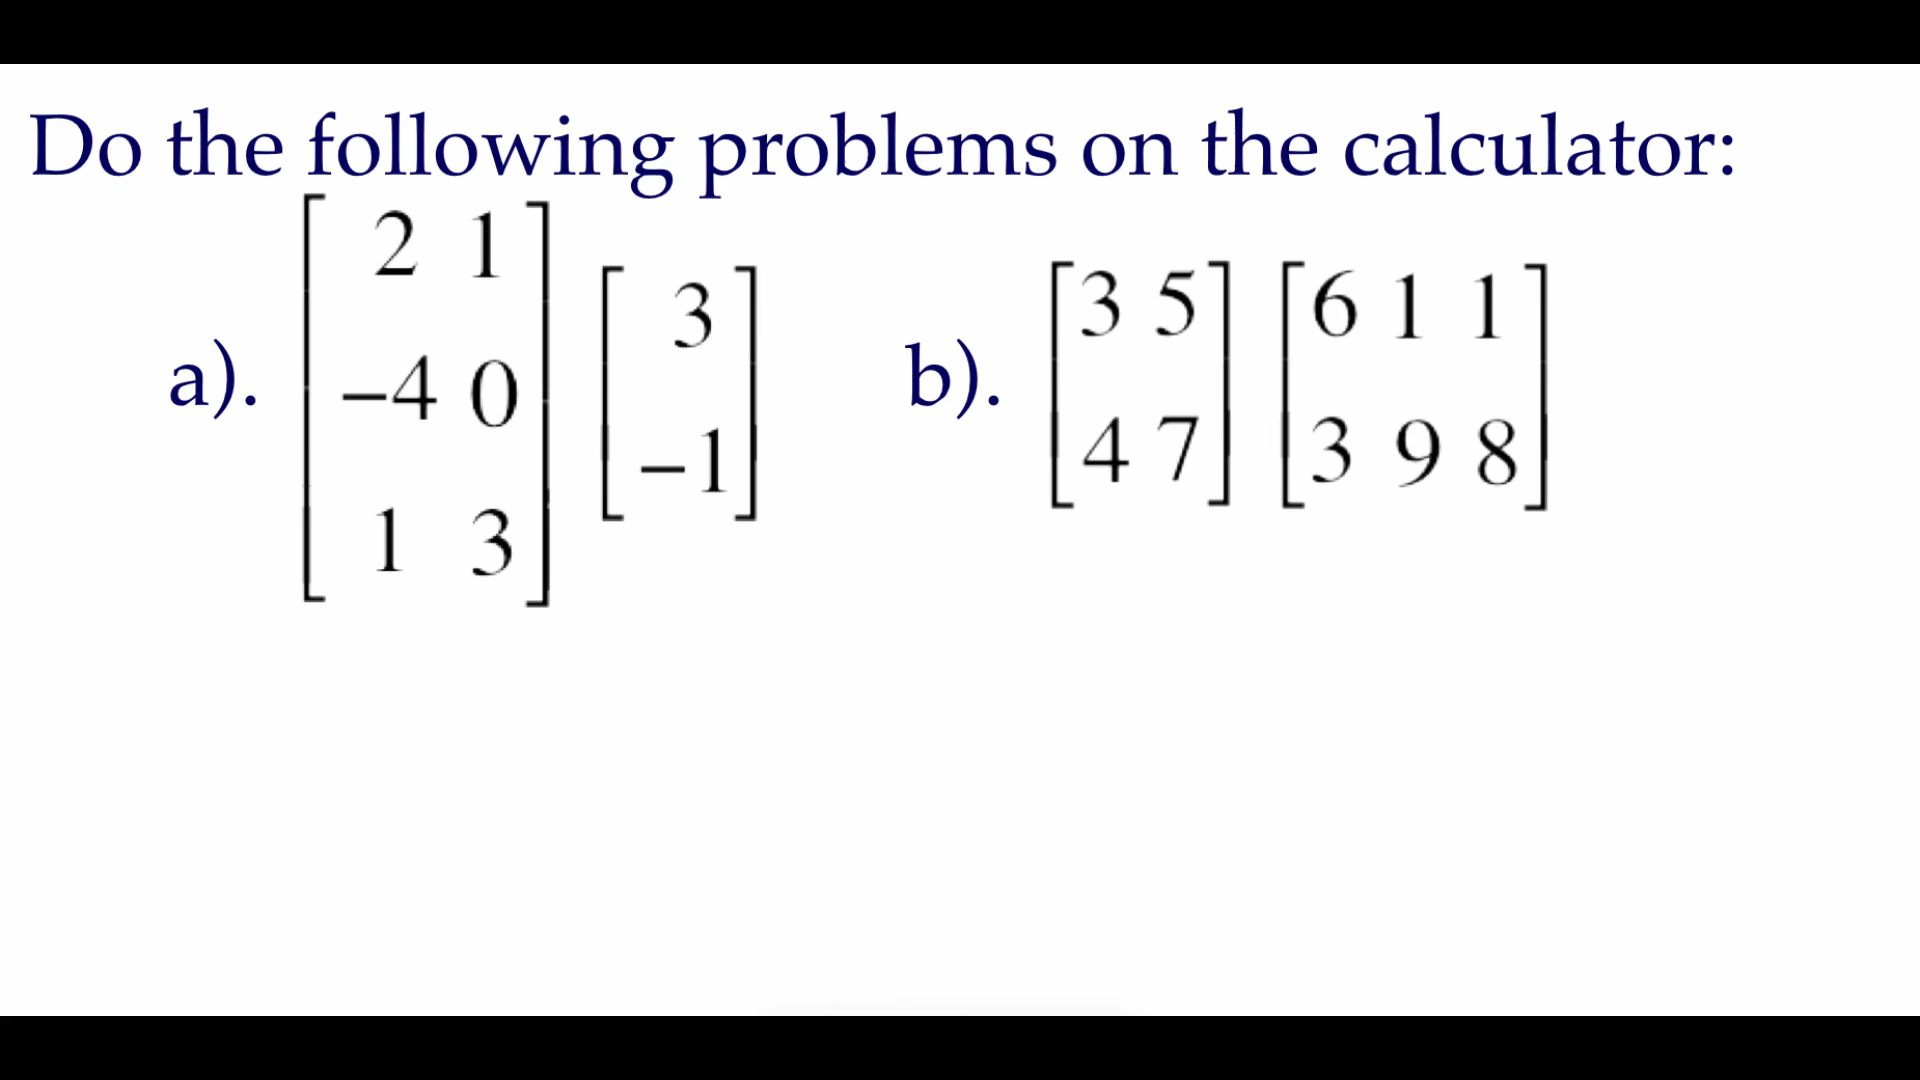 Do the following problems on the calculator:
a). [2 1 [3 b). [3 5] [6 1 1]
−4 0 −1] 4 7 3 9 8
1 3]